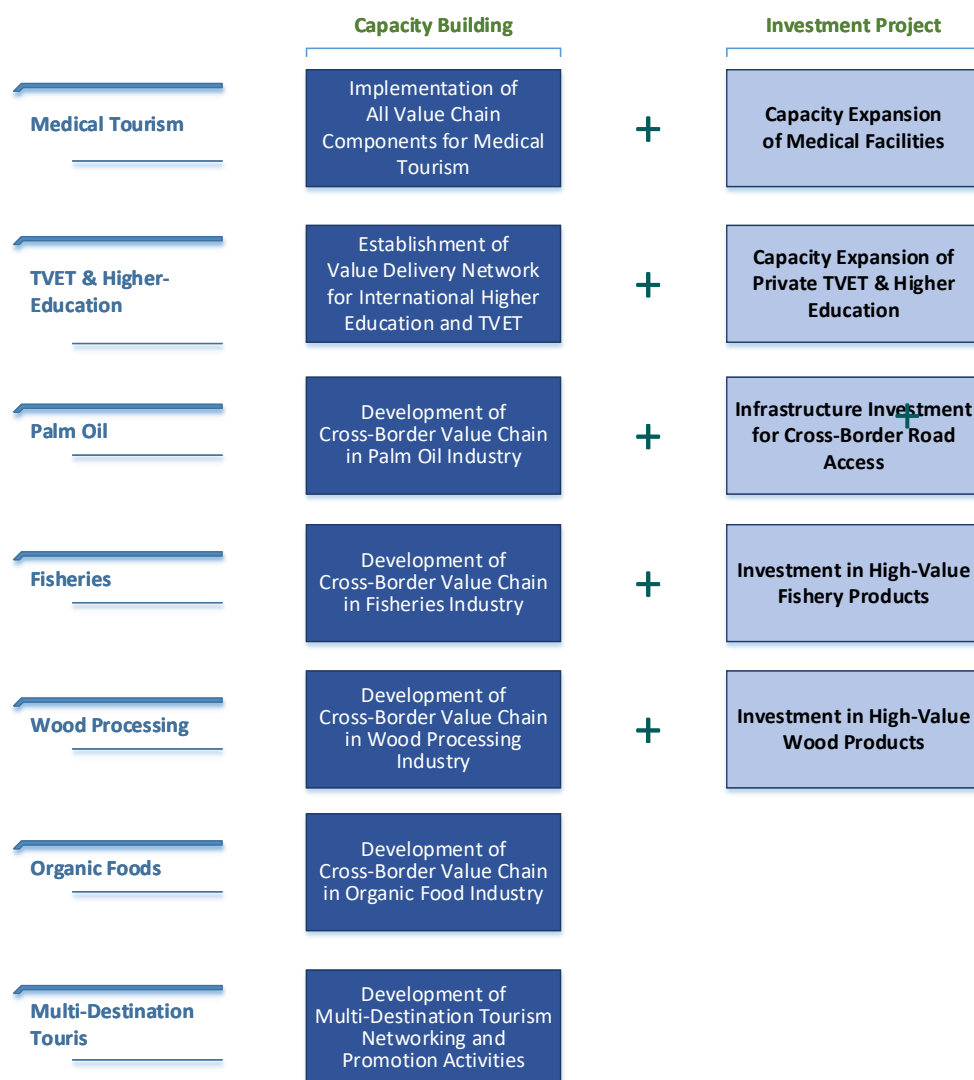 Capacity Building
Investment Project
Medical Tourism
Implementation of
All Value Chain
Components for Medical
Tourism
+
Capacity Expansion
of Medical Facilities
TVET & Higher-
Education
Establishment of
Value Delivery Network
for International Higher
Education and TVET
+
Capacity Expansion of
Private TVET & Higher
Education
Palm Oil
Development of
Cross-Border Value Chain
in Palm Oil Industry
+
Infrastructure Investment
for Cross-Border Road
Access
+
Fisheries
Development of
Cross-Border Value Chain
in Fisheries Industry
+
Investment in High-Value
Fishery Products
Wood Processing
Development of
Cross-Border Value Chain
in Wood Processing
Industry
+
Investment in High-Value
Wood Products
Organic Foods
Development of
Cross-Border Value Chain
in Organic Food Industry
Multi-Destination
Touris
Development of
Multi-Destination Tourism
Networking and
Promotion Activities